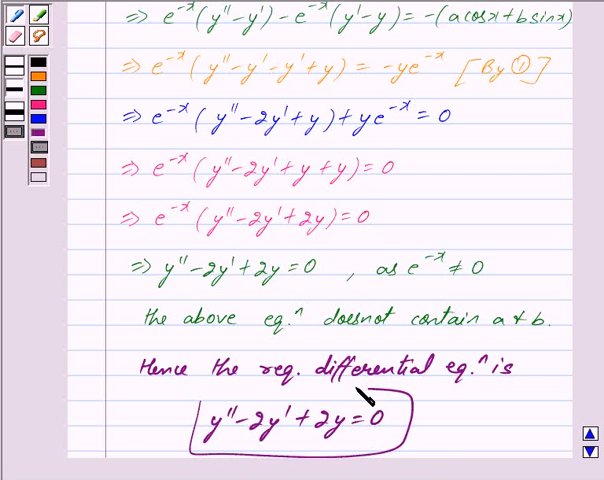 ⇒ e^-x (y'' - y') - e^-x (y' - y) = -(a cos x + b sin x)
⇒ e^-x (y'' - y' - y' + y) = -ye^-x [By ①]
⇒ e^-x (y'' - 2y' + y) + ye^-x = 0
⇒ e^-x (y'' - 2y' + y + y) = 0
⇒ e^-x (y'' - 2y' + 2y) = 0
⇒ y'' - 2y' + 2y = 0 , as e^-x ≠ 0
the above eq.^n doesnot contain a & b.
Hence the req. differential eq.^n is
y'' - 2y' + 2y = 0